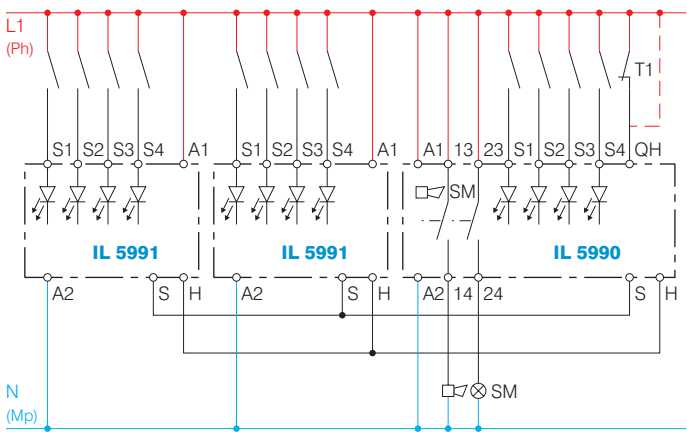 L1
(Ph)
T1
S1 S2 S3 S4 A1 S1 S2 S3 S4 A1 A1 13 23 S1 S2 S3 S4 QH
SM
IL 5991 IL 5991 IL 5990
A2 S H A2 S H A2 14 24 S H
N
(Mp)
SM